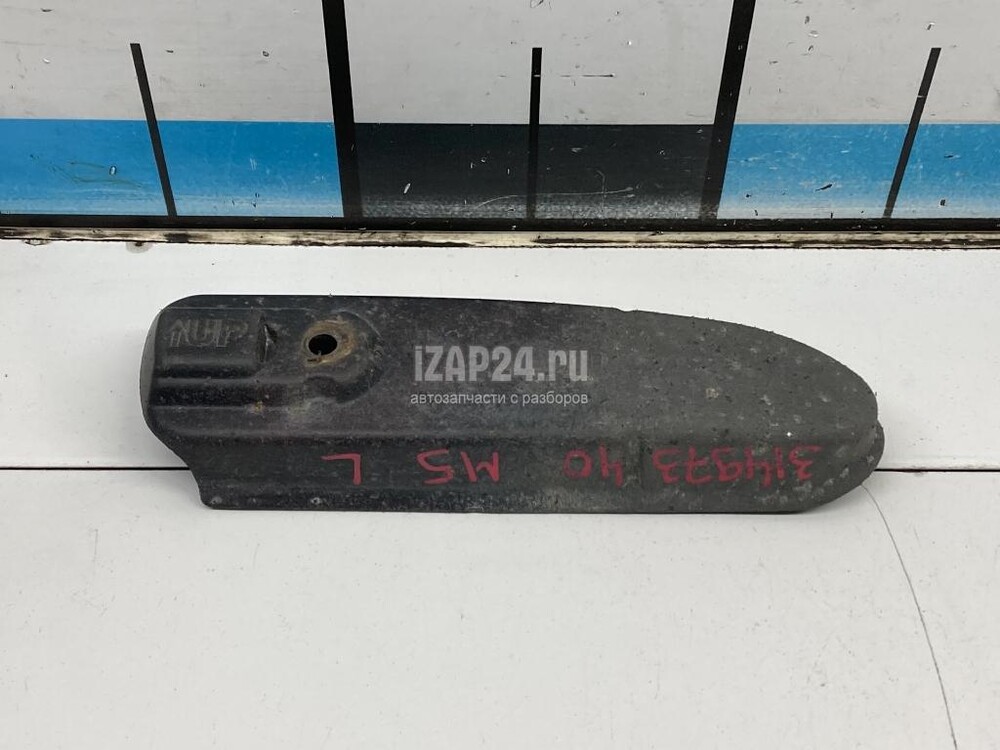 iZAP24.ru
автозапчасти с разборов
314973 40 M5 L